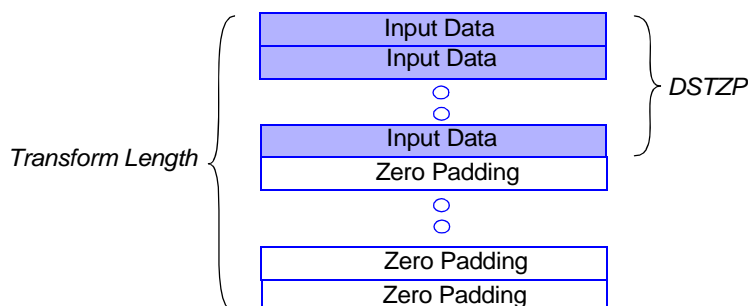 Input Data
Input Data
DSTZP
Input Data
Transform Length
Zero Padding
Zero Padding
Zero Padding